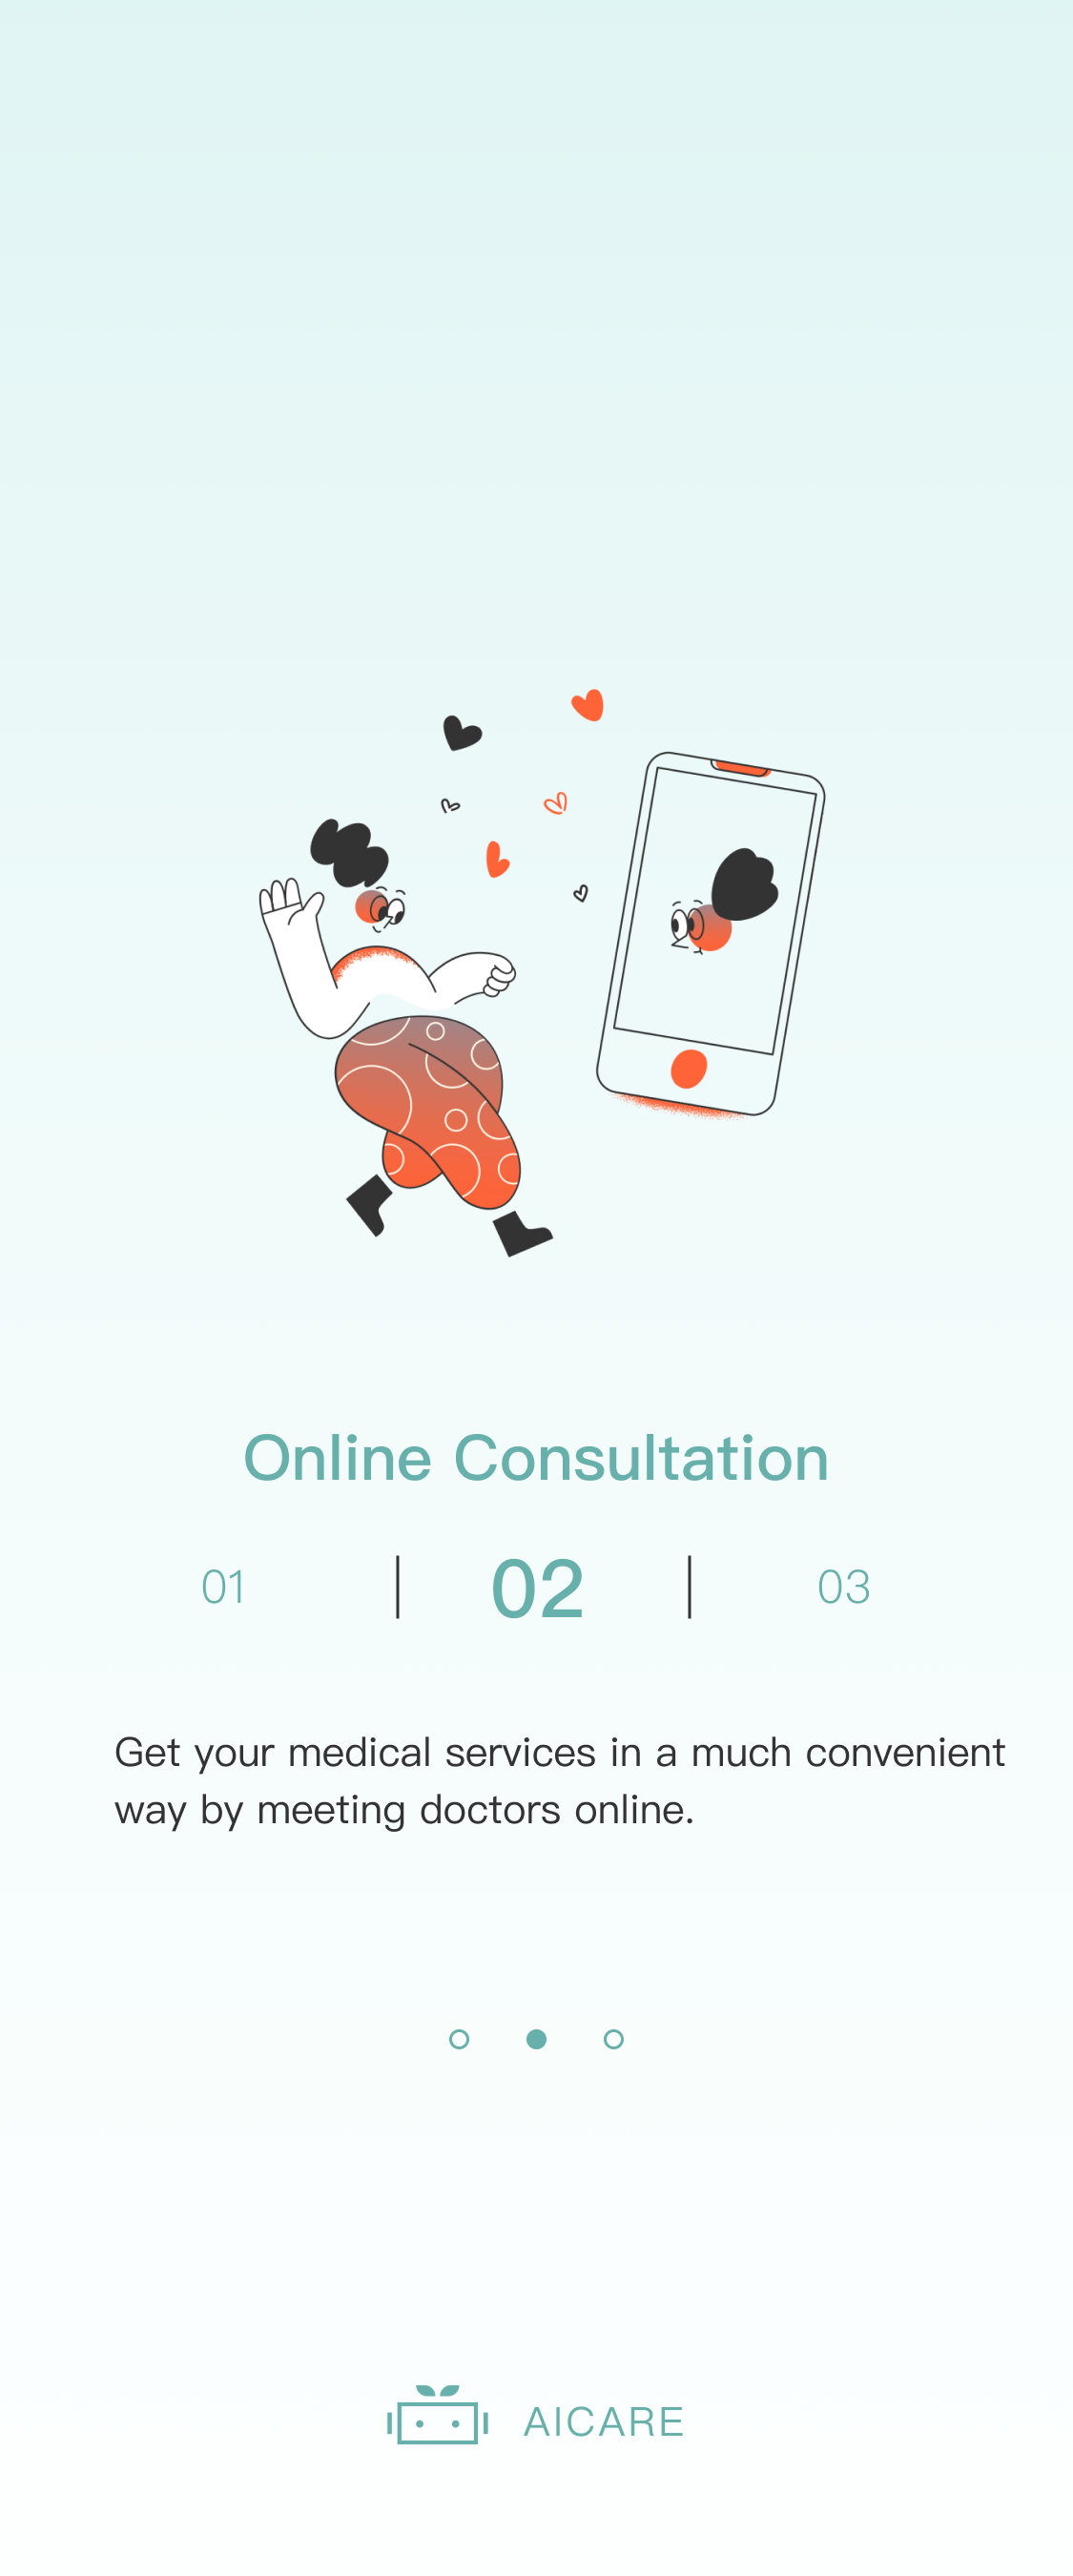 Online Consultation
01 | 02 | 03
Get your medical services in a much convenient
way by meeting doctors online.
AICARE